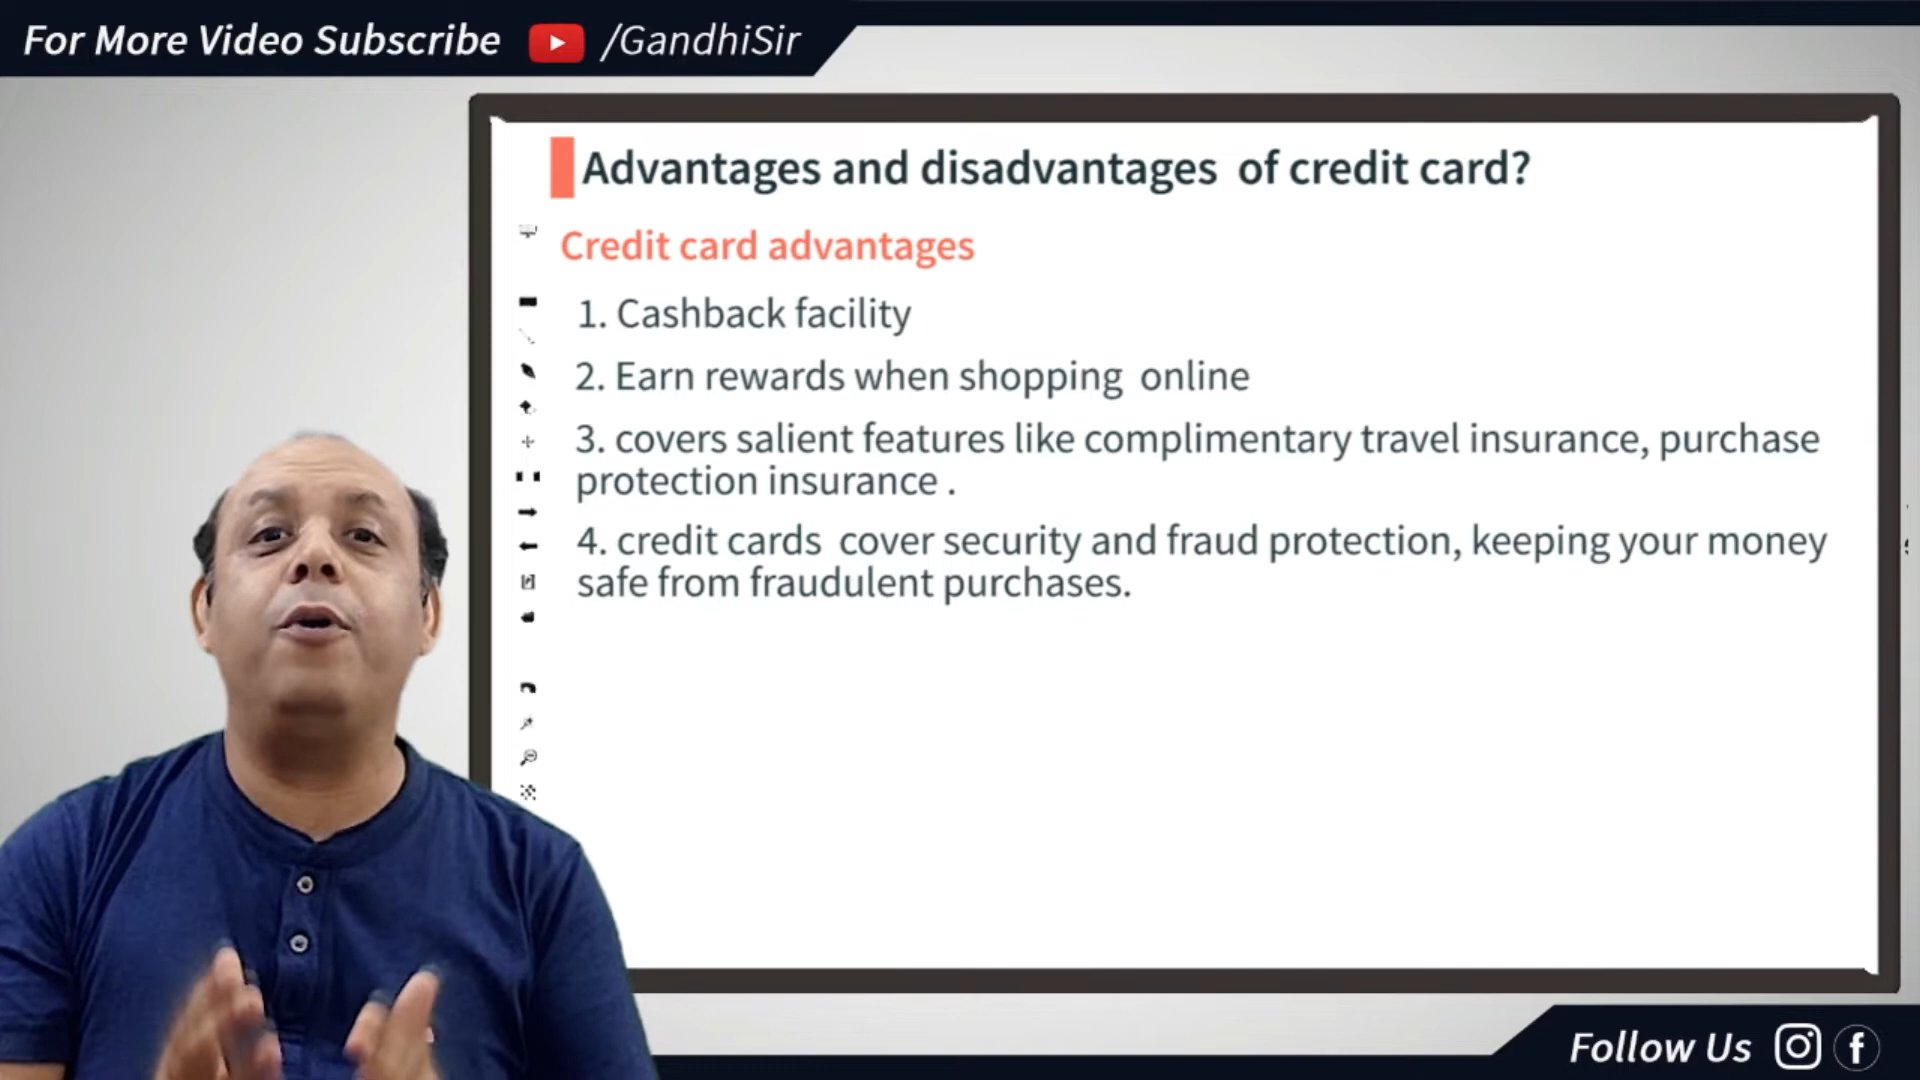 For More Video Subscribe /GandhiSir
Advantages and disadvantages of credit card?
Credit card advantages
1. Cashback facility
2. Earn rewards when shopping online
3. covers salient features like complimentary travel insurance, purchase
protection insurance .
4. credit cards cover security and fraud protection, keeping your money
safe from fraudulent purchases.
Follow Us